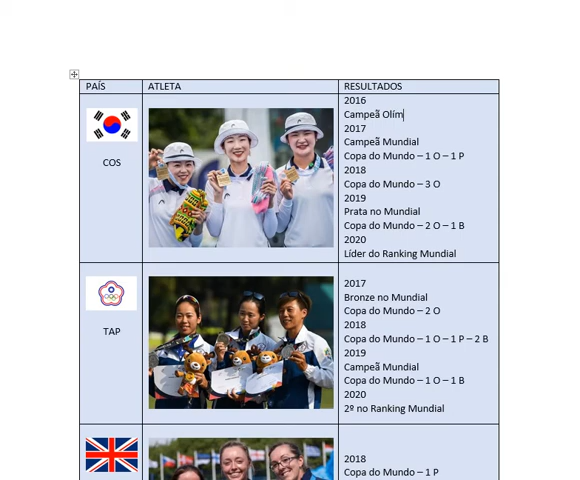 PAÍS ATLETA RESULTADOS
2016
Campeã Olím
2017
Campeã Mundial
Copa do Mundo – 1 O – 1 P
2018
Copa do Mundo – 3 O
2019
Prata no Mundial
Copa do Mundo – 2 O – 1 B
2020
Líder do Ranking Mundial
COS
2017
Bronze no Mundial
Copa do Mundo – 2 O
2018
Copa do Mundo – 1 O – 1 P – 2 B
2019
Campeã Mundial
Copa do Mundo – 1 O – 1 B
2020
2º no Ranking Mundial
TAP
2018
Copa do Mundo – 1 P